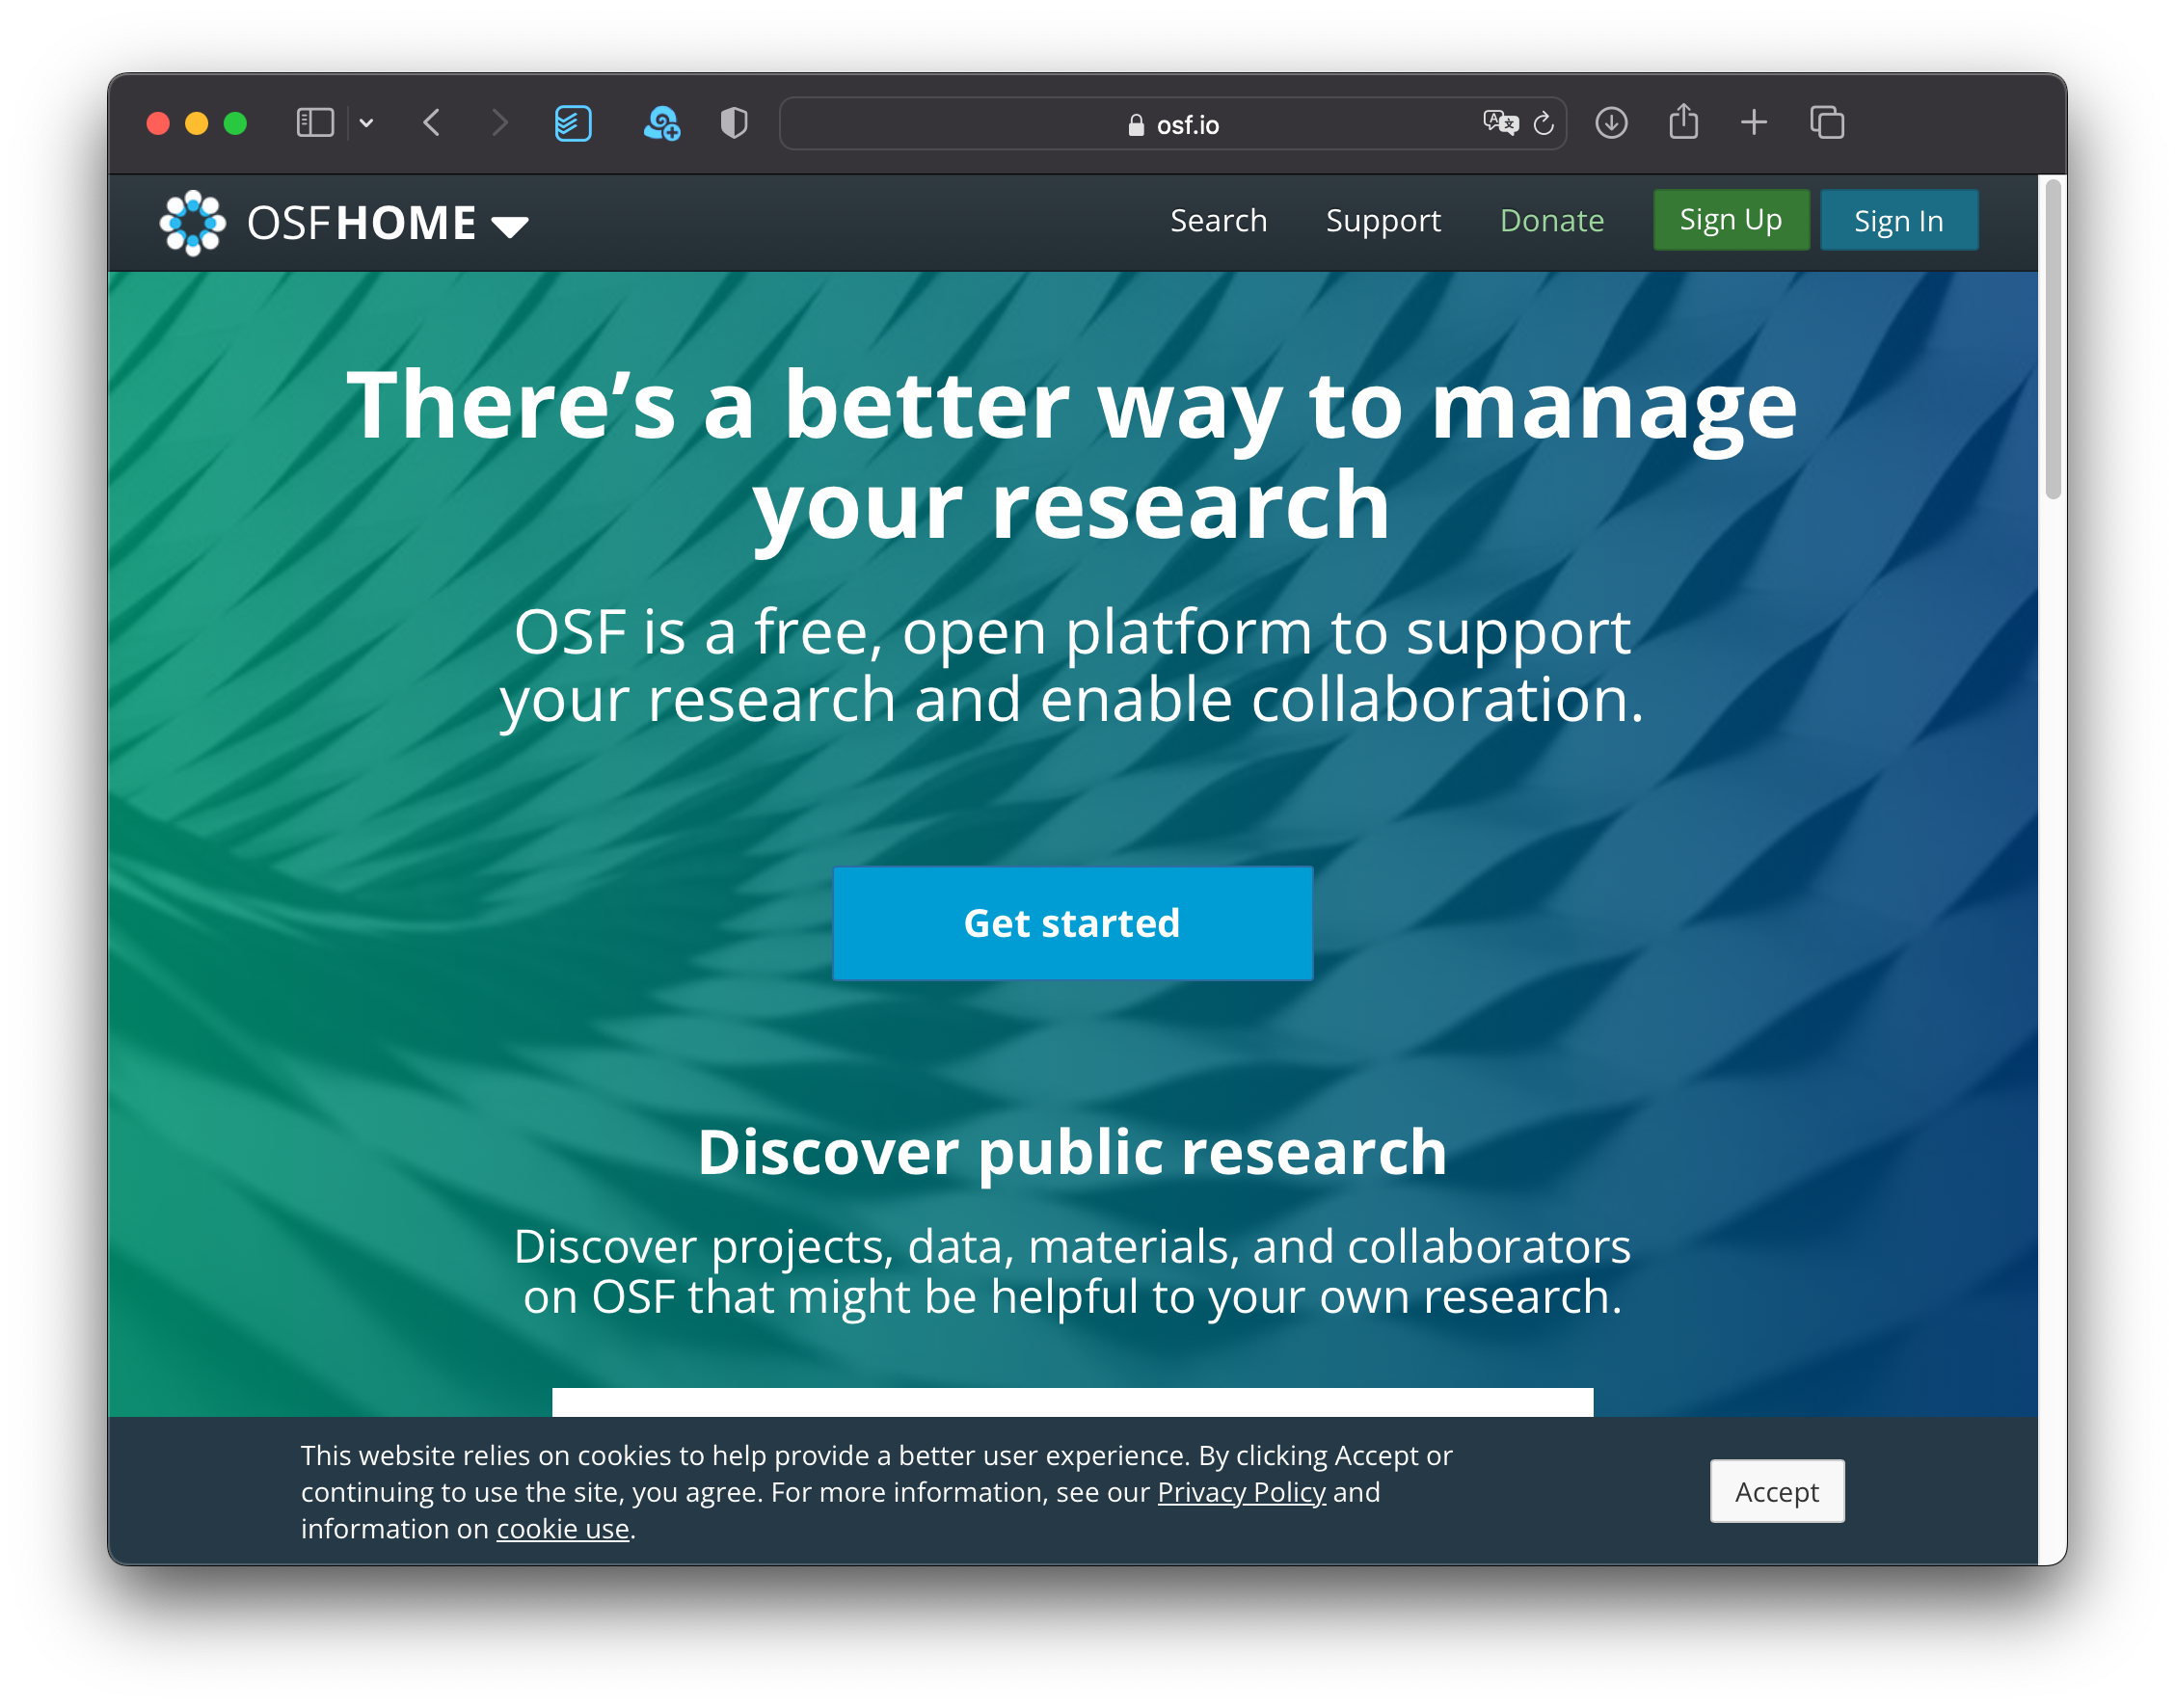 osf.io
OSFHOME
Search Support Donate Sign Up Sign In
There’s a better way to manage
your research
OSF is a free, open platform to support
your research and enable collaboration.
Get started
Discover public research
Discover projects, data, materials, and collaborators
on OSF that might be helpful to your own research.
This website relies on cookies to help provide a better user experience. By clicking Accept or
continuing to use the site, you agree. For more information, see our Privacy Policy and
information on cookie use.
Accept